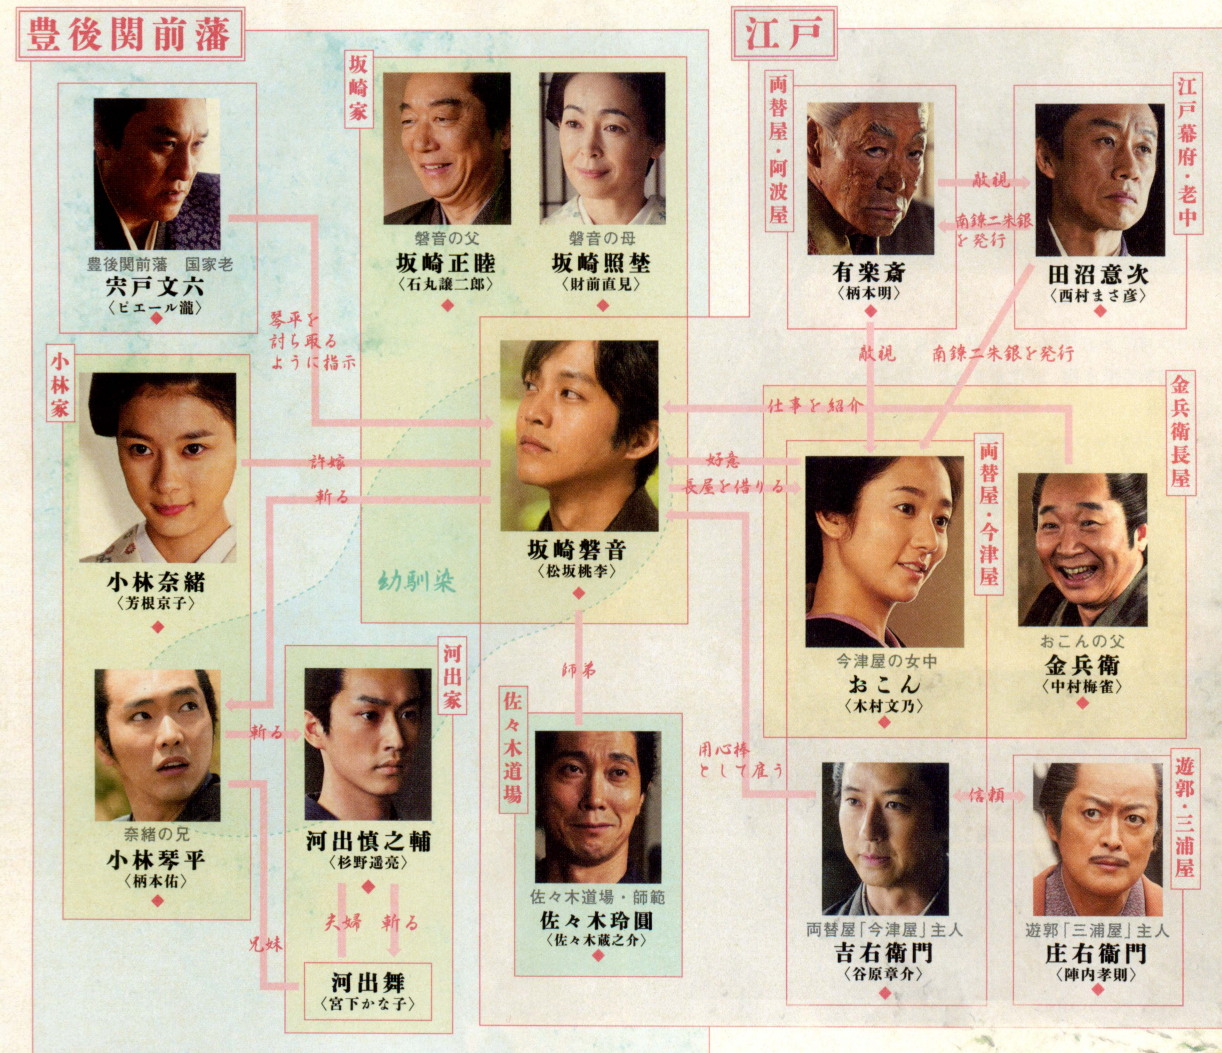 豊後関前藩
豊後関前藩 国家老
宍戸文六
〈ピエール瀧〉
坂崎家
磐音の父
坂崎正睦
〈石丸謙二郎〉
磐音の母
坂崎照埜
〈財前直見〉
琴平を
討ち取る
ように指示
小林家
小林奈緒
〈芳根京子〉
許嫁
斬る
坂崎磐音
〈松坂桃李〉
幼馴染
奈緒の兄
小林琴平
〈柄本佑〉
斬る
河出家
河出慎之輔
〈杉野遥亮〉
夫婦
斬る
兄妹
河出舞
〈宮下かな子〉
師弟
佐々木道場
佐々木道場・師範
佐々木玲圓
〈佐々木蔵之介〉
江戸
両替屋・阿波屋
有楽斎
〈柄本明〉
敵視
南鐐二朱銀
を発行
江戸幕府・老中
田沼意次
〈西村まさ彦〉
敵視
南鐐二朱銀を発行
金兵衛長屋
仕事を紹介
好意
長屋を借りる
両替屋・今津屋
今津屋の女中
おこん
〈木村文乃〉
おこんの父
金兵衛
〈中村梅雀〉
用心棒
として雇う
両替屋「今津屋」主人
吉右衛門
〈谷原章介〉
信頼
遊郭・三浦屋
遊郭「三浦屋」主人
庄右衛門
〈陣内孝則〉